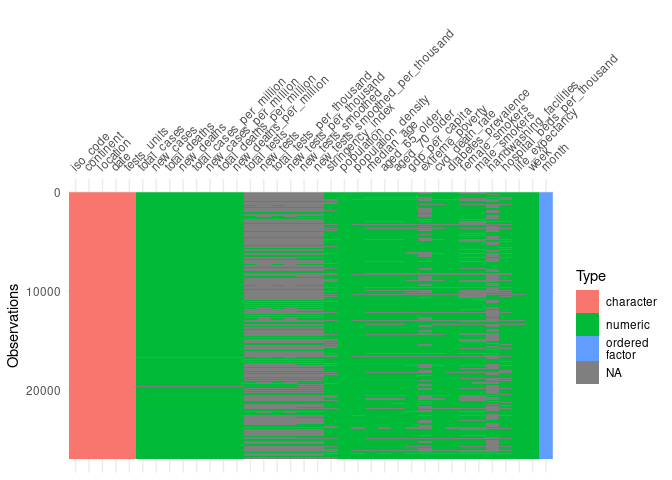 iso_code
continent
location
date
tests_units
total_cases
new_cases
total_deaths
new_deaths
total_cases_per_million
new_cases_per_million
total_deaths_per_million
new_deaths_per_million
total_tests
new_tests
total_tests_per_thousand
new_tests_per_thousand
new_tests_smoothed
new_tests_smoothed_per_thousand
stringency_index
population
population_density
median_age
aged_65_older
aged_70_older
gdp_per_capita
extreme_poverty
cvd_death_rate
diabetes_prevalence
female_smokers
male_smokers
handwashing_facilities
hospital_beds_per_thousand
life_expectancy
week
month
0
10000
20000
Observations
Type
character
numeric
ordered
factor
NA